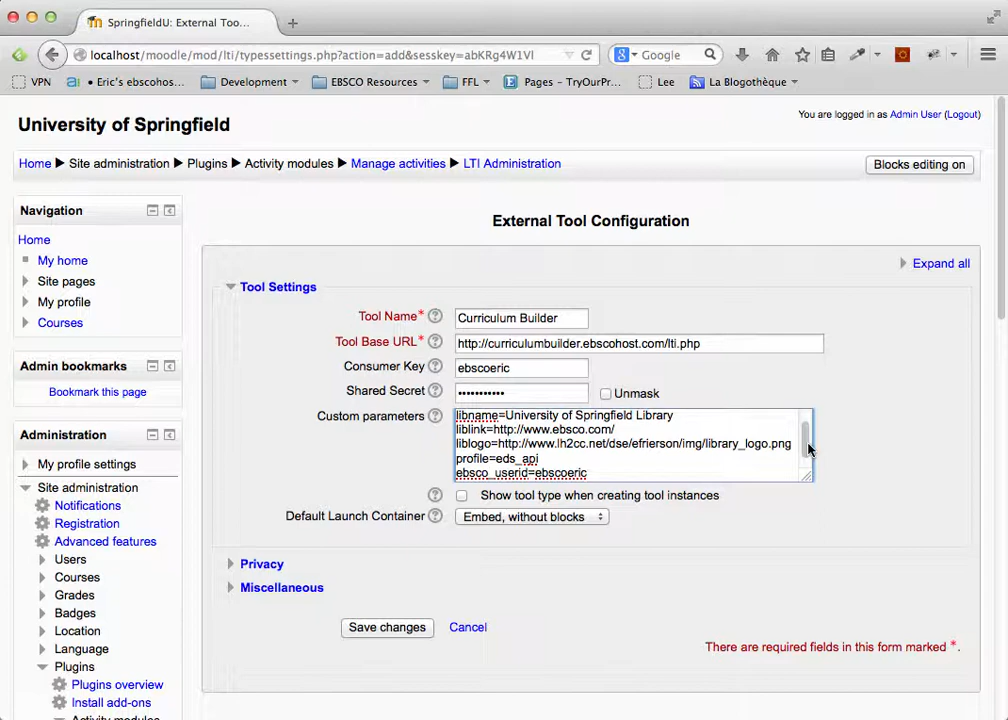 SpringfieldU: External Too...
localhost/moodle/mod/lti/typessettings.php?action=add&sesskey=abKRg4W1VI
Google
VPN
Eric's ebscohos...
Development
EBSCO Resources
FFL
Pages - TryOurPr...
Lee
La Blogothèque
University of Springfield
You are logged in as Admin User (Logout)
Home ▶ Site administration ▶ Plugins ▶ Activity modules ▶ Manage activities ▶ LTI Administration
Blocks editing on
Navigation
Home
My home
Site pages
My profile
Courses
Admin bookmarks
Bookmark this page
Administration
My profile settings
Site administration
Notifications
Registration
Advanced features
Users
Courses
Grades
Badges
Location
Language
Plugins
Plugins overview
Install add-ons
Activity modules
External Tool Configuration
Expand all
Tool Settings
Tool Name* Curriculum Builder
Tool Base URL* http://curriculumbuilder.ebscohost.com/lti.php
Consumer Key ebscoeric
Shared Secret ••••••••••• Unmask
Custom parameters libname=University of Springfield Library
liblink=http://www.ebsco.com/
liblogo=http://www.lh2cc.net/dse/efrierson/img/library_logo.png
profile=eds_api
ebsco_userid=ebscoeric
Show tool type when creating tool instances
Default Launch Container Embed, without blocks
Privacy
Miscellaneous
Save changes Cancel
There are required fields in this form marked *.